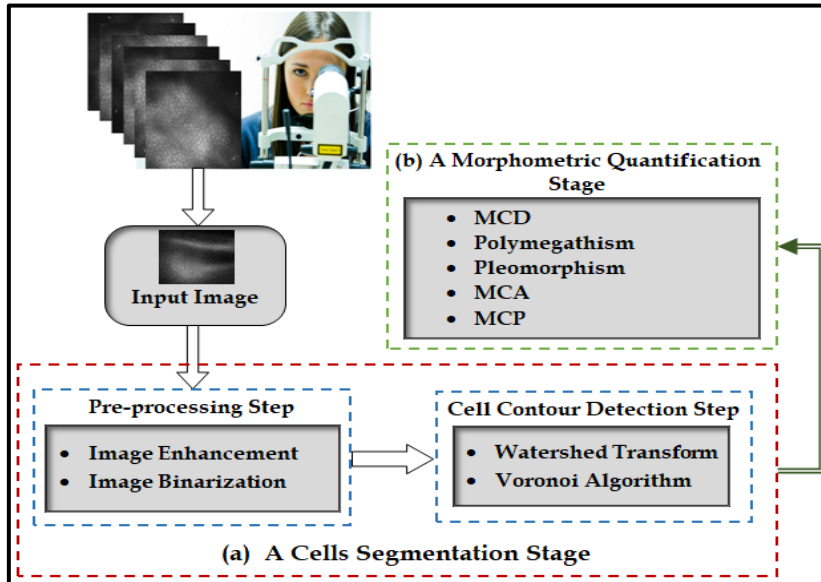 Input Image
(b) A Morphometric Quantification
Stage
• MCD
• Polymegathism
• Pleomorphism
• MCA
• MCP
Pre-processing Step
• Image Enhancement
• Image Binarization
Cell Contour Detection Step
• Watershed Transform
• Voronoi Algorithm
(a) A Cells Segmentation Stage